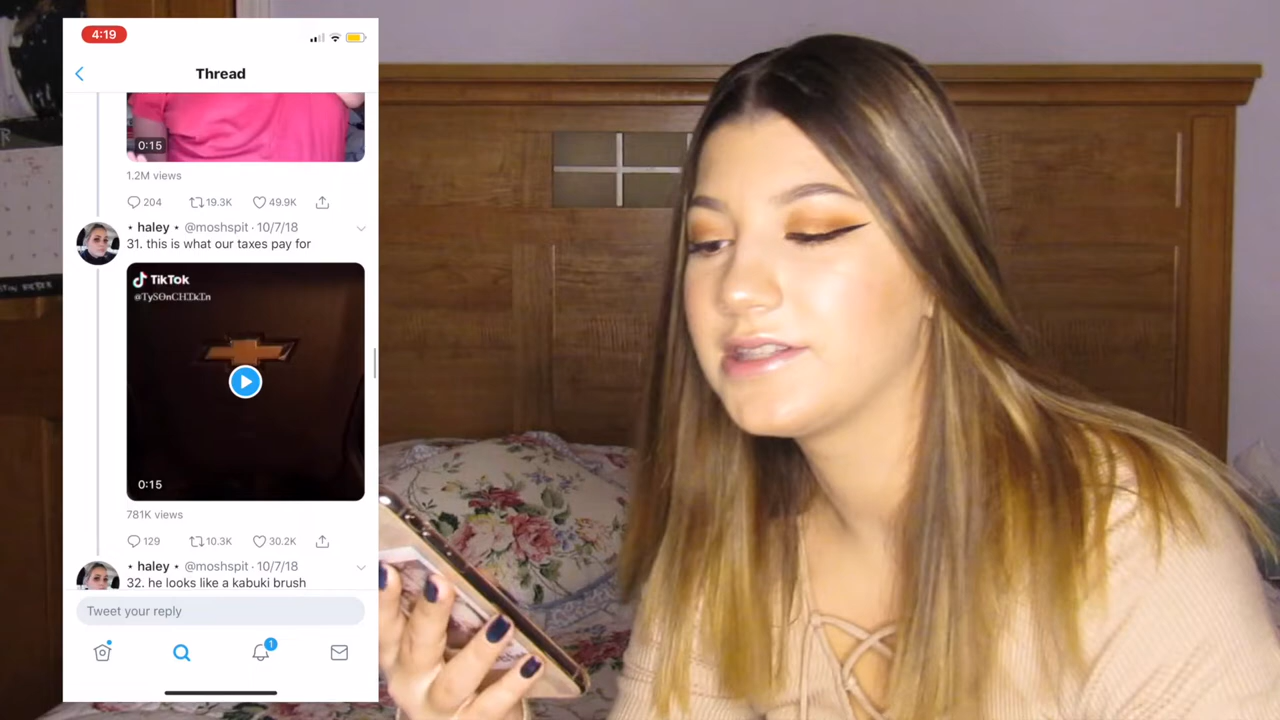 4:19
Thread
0:15
1.2M views
204 19.3K 49.9K
⋆ haley ⋆ @moshspit · 10/7/18
31. this is what our taxes pay for
TikTok
@TySΘnCHIkIn
0:15
781K views
129 10.3K 30.2K
⋆ haley ⋆ @moshspit · 10/7/18
32. he looks like a kabuki brush
Tweet your reply
1